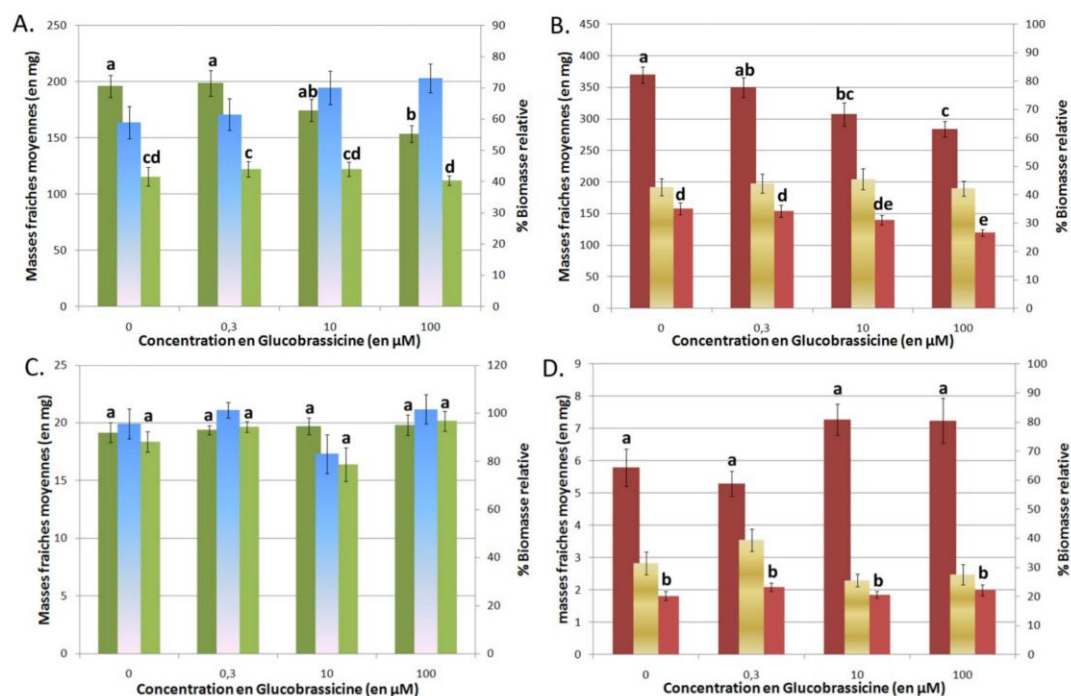 A.
Masses fraiches moyennes (en mg)
250
200
150
100
50
0
a
cd
a
c
ab
cd
b
d
90
80
70
60
50
40
30
20
10
0
% Biomasse relative
0
0,3
10
100
Concentration en Glucobrassicine (en µM)
B.
Masses fraiches moyennes (en mg)
450
400
350
300
250
200
150
100
50
0
a
d
ab
d
bc
de
c
e
100
90
80
70
60
50
40
30
20
10
0
% Biomasse relative
0
0,3
10
100
Concentration en Glucobrassicine (en µM)
C.
Masses fraiches moyennes (en mg)
25
20
15
10
5
0
a
a
a
a
a
a
a
a
120
100
80
60
40
20
0
% Biomasse relative
0
0,3
10
100
Concentration en Glucobrassicine (en µM)
D.
masses fraiches moyennes (en mg)
9
8
7
6
5
4
3
2
1
0
a
b
a
b
a
b
a
b
100
90
80
70
60
50
40
30
20
10
0
% Biomasse relative
0
0,3
10
100
Concentration en Glucobrassicine (en µM)